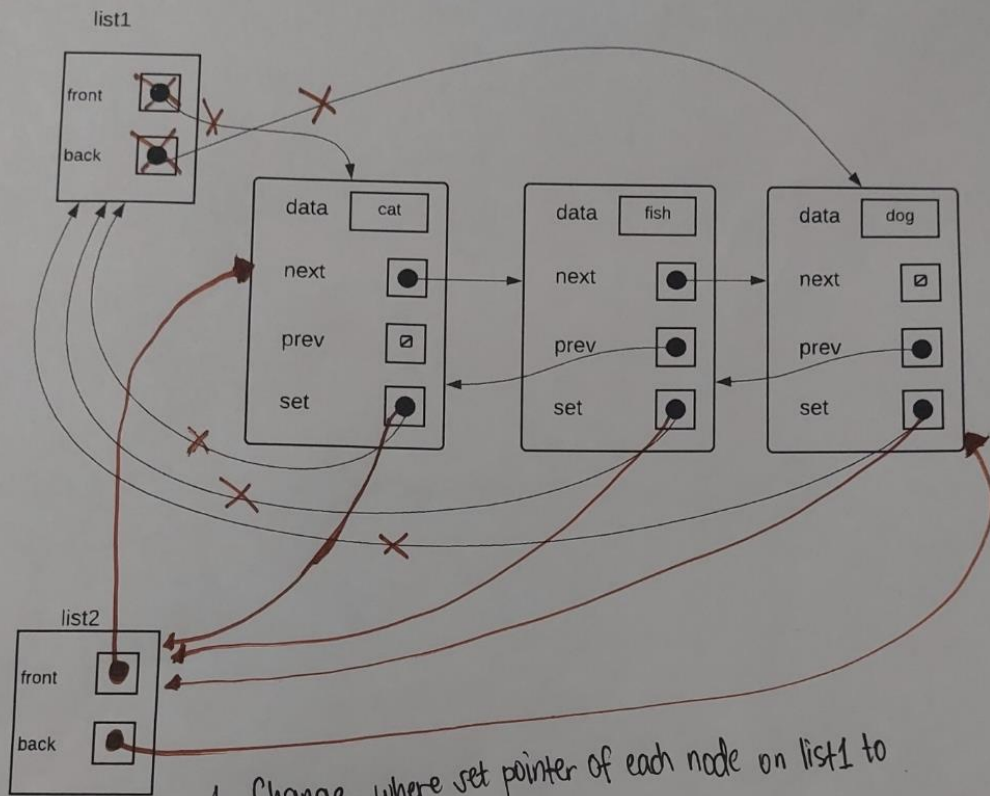 list1
front
back
data cat
next
prev
set
data fish
next
prev
set
data dog
next
prev
set
list2
front
back
1. Change where set pointer of each node on list1 to